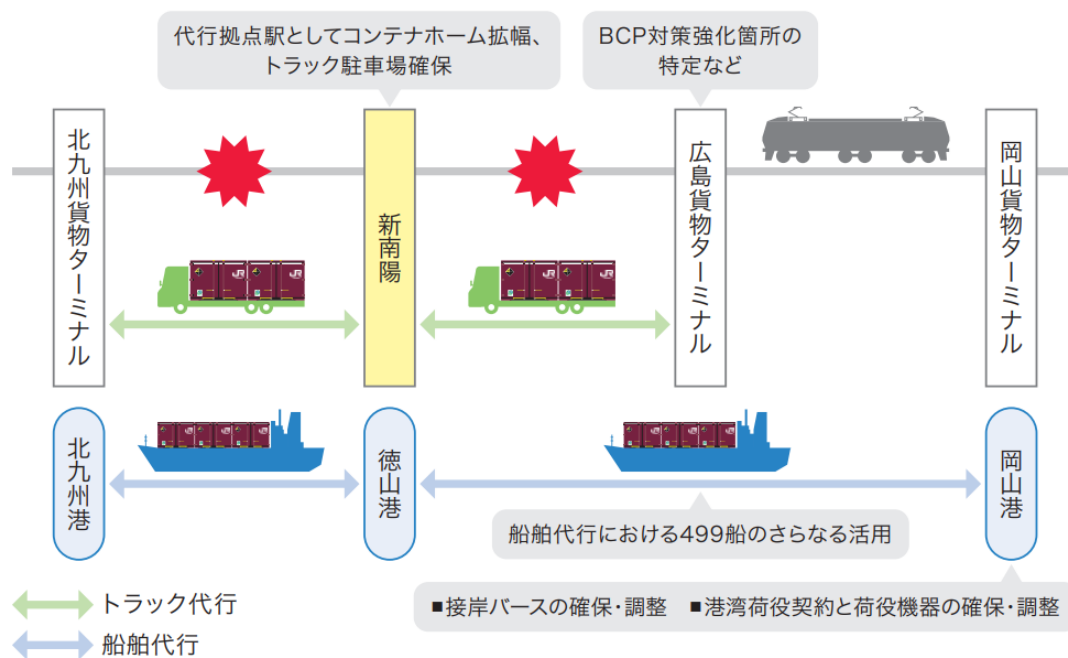 代行拠点駅としてコンテナホーム拡幅、
トラック駐車場確保
BCP対策強化箇所の
特定など
北九州貨物ターミナル
新南陽
広島貨物ターミナル
岡山貨物ターミナル
JR
JR
JR
JR
北九州港
徳山港
岡山港
船舶代行における499船のさらなる活用
■接岸バースの確保・調整 ■港湾荷役契約と荷役機器の確保・調整
トラック代行
船舶代行